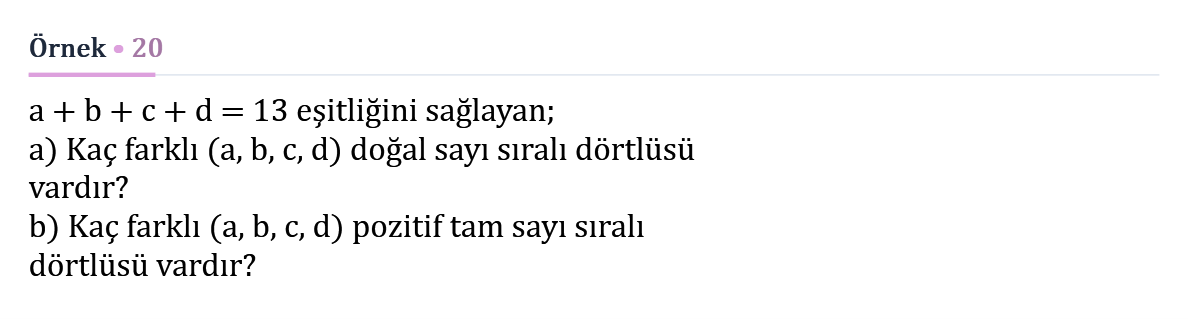 Örnek • 20
a + b + c + d = 13 eşitliğini sağlayan;
a) Kaç farklı (a, b, c, d) doğal sayı sıralı dörtlüsü
vardır?
b) Kaç farklı (a, b, c, d) pozitif tam sayı sıralı
dörtlüsü vardır?